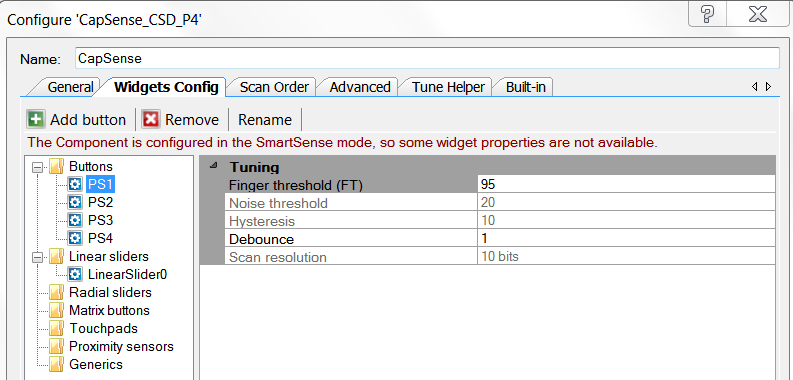 Configure 'CapSense_CSD_P4'
Name: CapSense
General Widgets Config Scan Order Advanced Tune Helper Built-in
Add button Remove Rename
The Component is configured in the SmartSense mode, so some widget properties are not available.
Buttons
PS1
PS2
PS3
PS4
Linear sliders
LinearSlider0
Radial sliders
Matrix buttons
Touchpads
Proximity sensors
Generics
Tuning
Finger threshold (FT) 95
Noise threshold 20
Hysteresis 10
Debounce 1
Scan resolution 10 bits